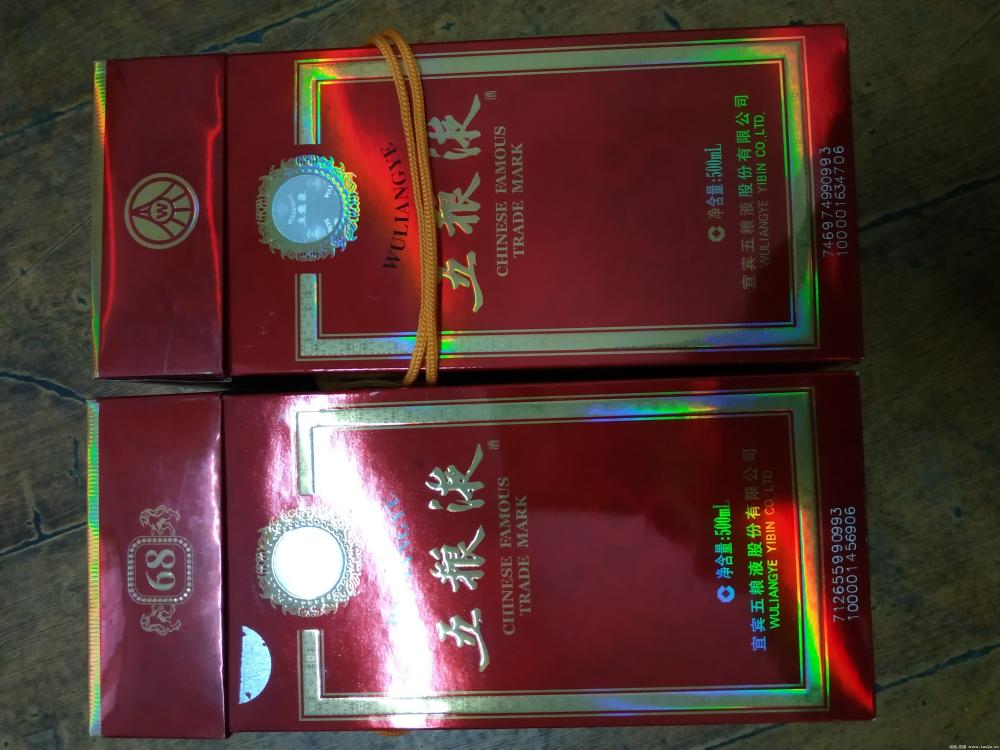 W
WULIANGYE
五粮液
酒
CHINESE FAMOUS
TRADE MARK
净含量:500mL
宜宾五粮液股份有限公司
WULIANGYE YIBIN CO.,LTD.
746974990993
100001634706
68
五粮液
酒
CHINESE FAMOUS
TRADE MARK
净含量:500mL
宜宾五粮液股份有限公司
WULIANGYE YIBIN CO.,LTD
712655990993
100001456906